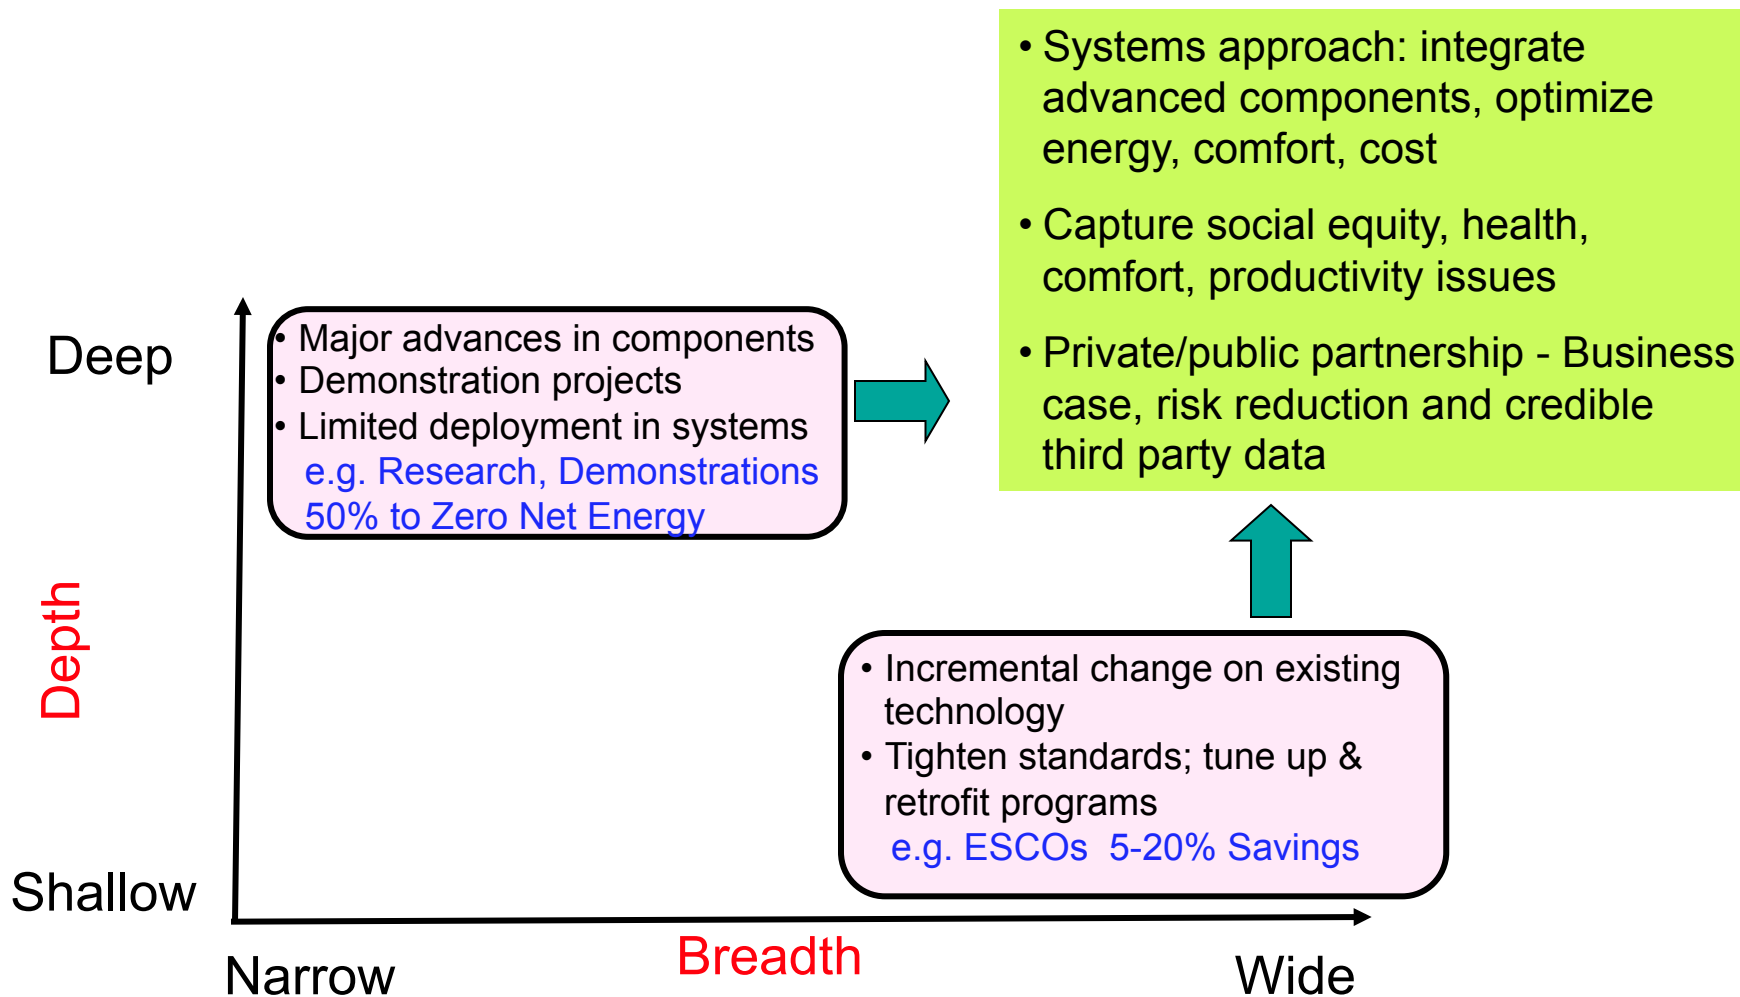 • Systems approach: integrate
advanced components, optimize
energy, comfort, cost
• Capture social equity, health,
comfort, productivity issues
• Private/public partnership - Business
case, risk reduction and credible
third party data
Deep
• Major advances in components
• Demonstration projects
• Limited deployment in systems
e.g. Research, Demonstrations
50% to Zero Net Energy
Depth
• Incremental change on existing
technology
• Tighten standards; tune up &
retrofit programs
e.g. ESCOs 5-20% Savings
Shallow
Narrow
Breadth
Wide